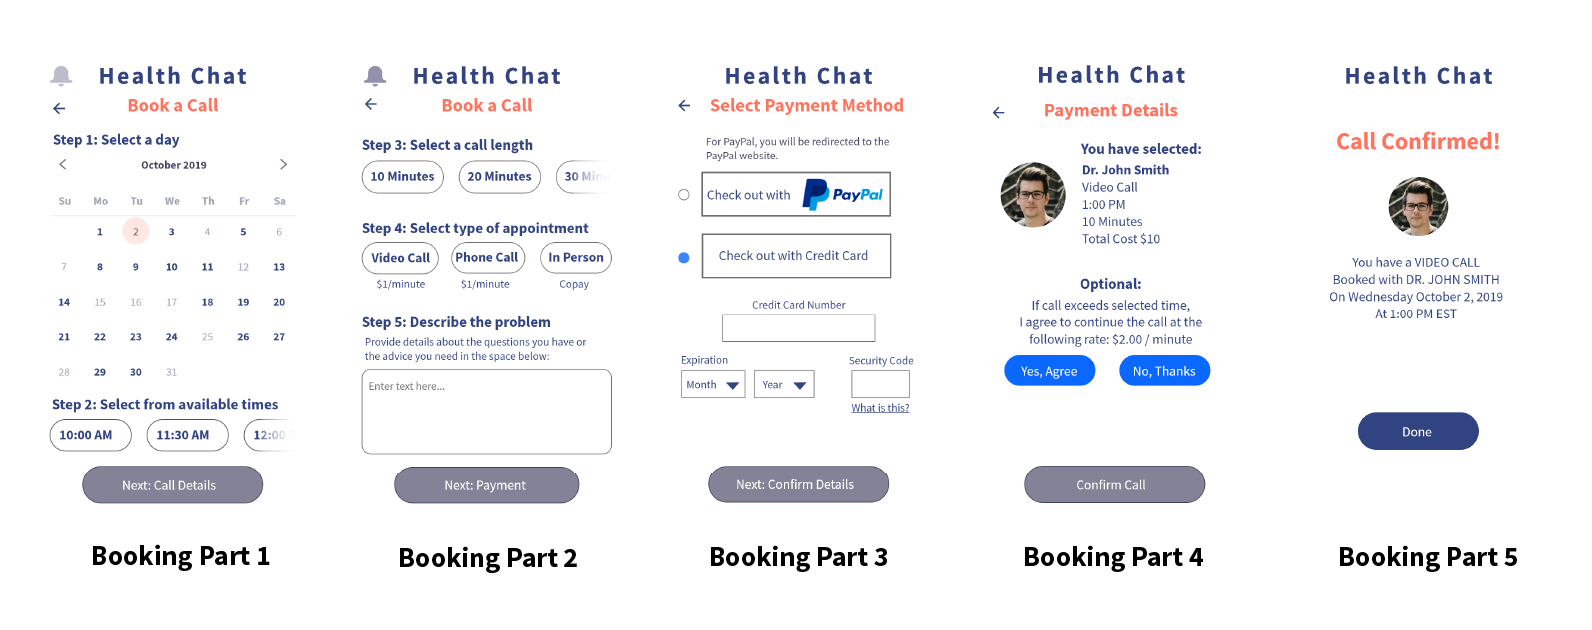 Health Chat
Book a Call
Step 1: Select a day
October 2019
Su Mo Tu We Th Fr Sa
1 2 3 4 5 6
7 8 9 10 11 12 13
14 15 16 17 18 19 20
21 22 23 24 25 26 27
28 29 30 31
Step 2: Select from available times
10:00 AM 11:30 AM 12:00 P
Next: Call Details
Booking Part 1
Health Chat
Book a Call
Step 3: Select a call length
10 Minutes 20 Minutes 30 Minu
Step 4: Select type of appointment
Video Call Phone Call In Person
$1/minute $1/minute Copay
Step 5: Describe the problem
Provide details about the questions you have or
the advice you need in the space below:
Enter text here...
Next: Payment
Booking Part 2
Health Chat
Select Payment Method
For PayPal, you will be redirected to the
PayPal website.
Check out with PayPal
Check out with Credit Card
Credit Card Number
Expiration Security Code
Month Year
What is this?
Next: Confirm Details
Booking Part 3
Health Chat
Payment Details
You have selected:
Dr. John Smith
Video Call
1:00 PM
10 Minutes
Total Cost $10
Optional:
If call exceeds selected time,
I agree to continue the call at the
following rate: $2.00 / minute
Yes, Agree No, Thanks
Confirm Call
Booking Part 4
Health Chat
Call Confirmed!
You have a VIDEO CALL
Booked with DR. JOHN SMITH
On Wednesday October 2, 2019
At 1:00 PM EST
Done
Booking Part 5